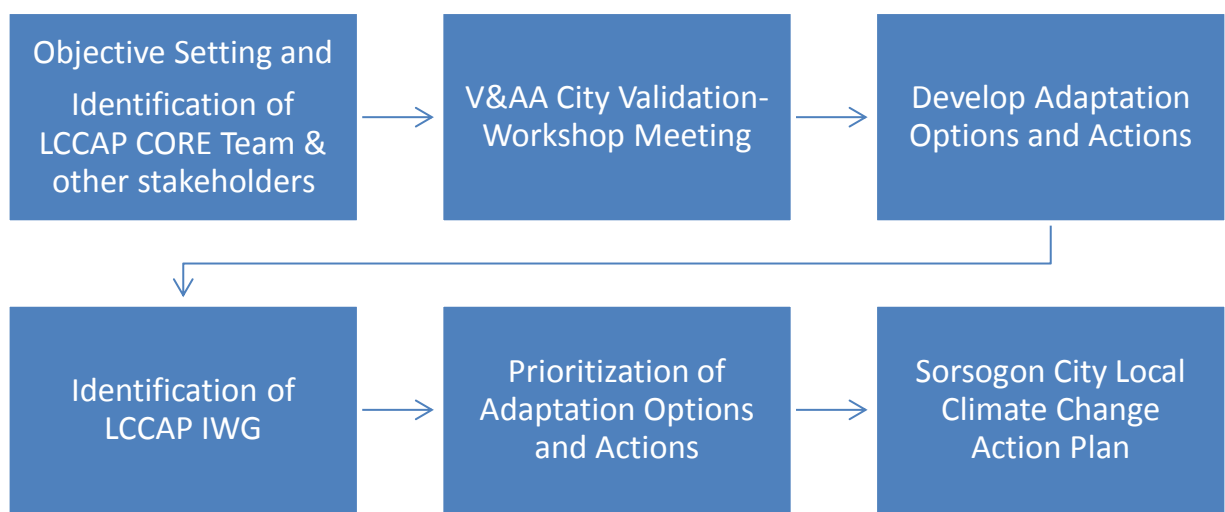 Objective Setting and
Identification of
LCCAP CORE Team &
other stakeholders
V&AA City Validation-
Workshop Meeting
Develop Adaptation
Options and Actions
Identification of
LCCAP IWG
Prioritization of
Adaptation Options
and Actions
Sorsogon City Local
Climate Change
Action Plan